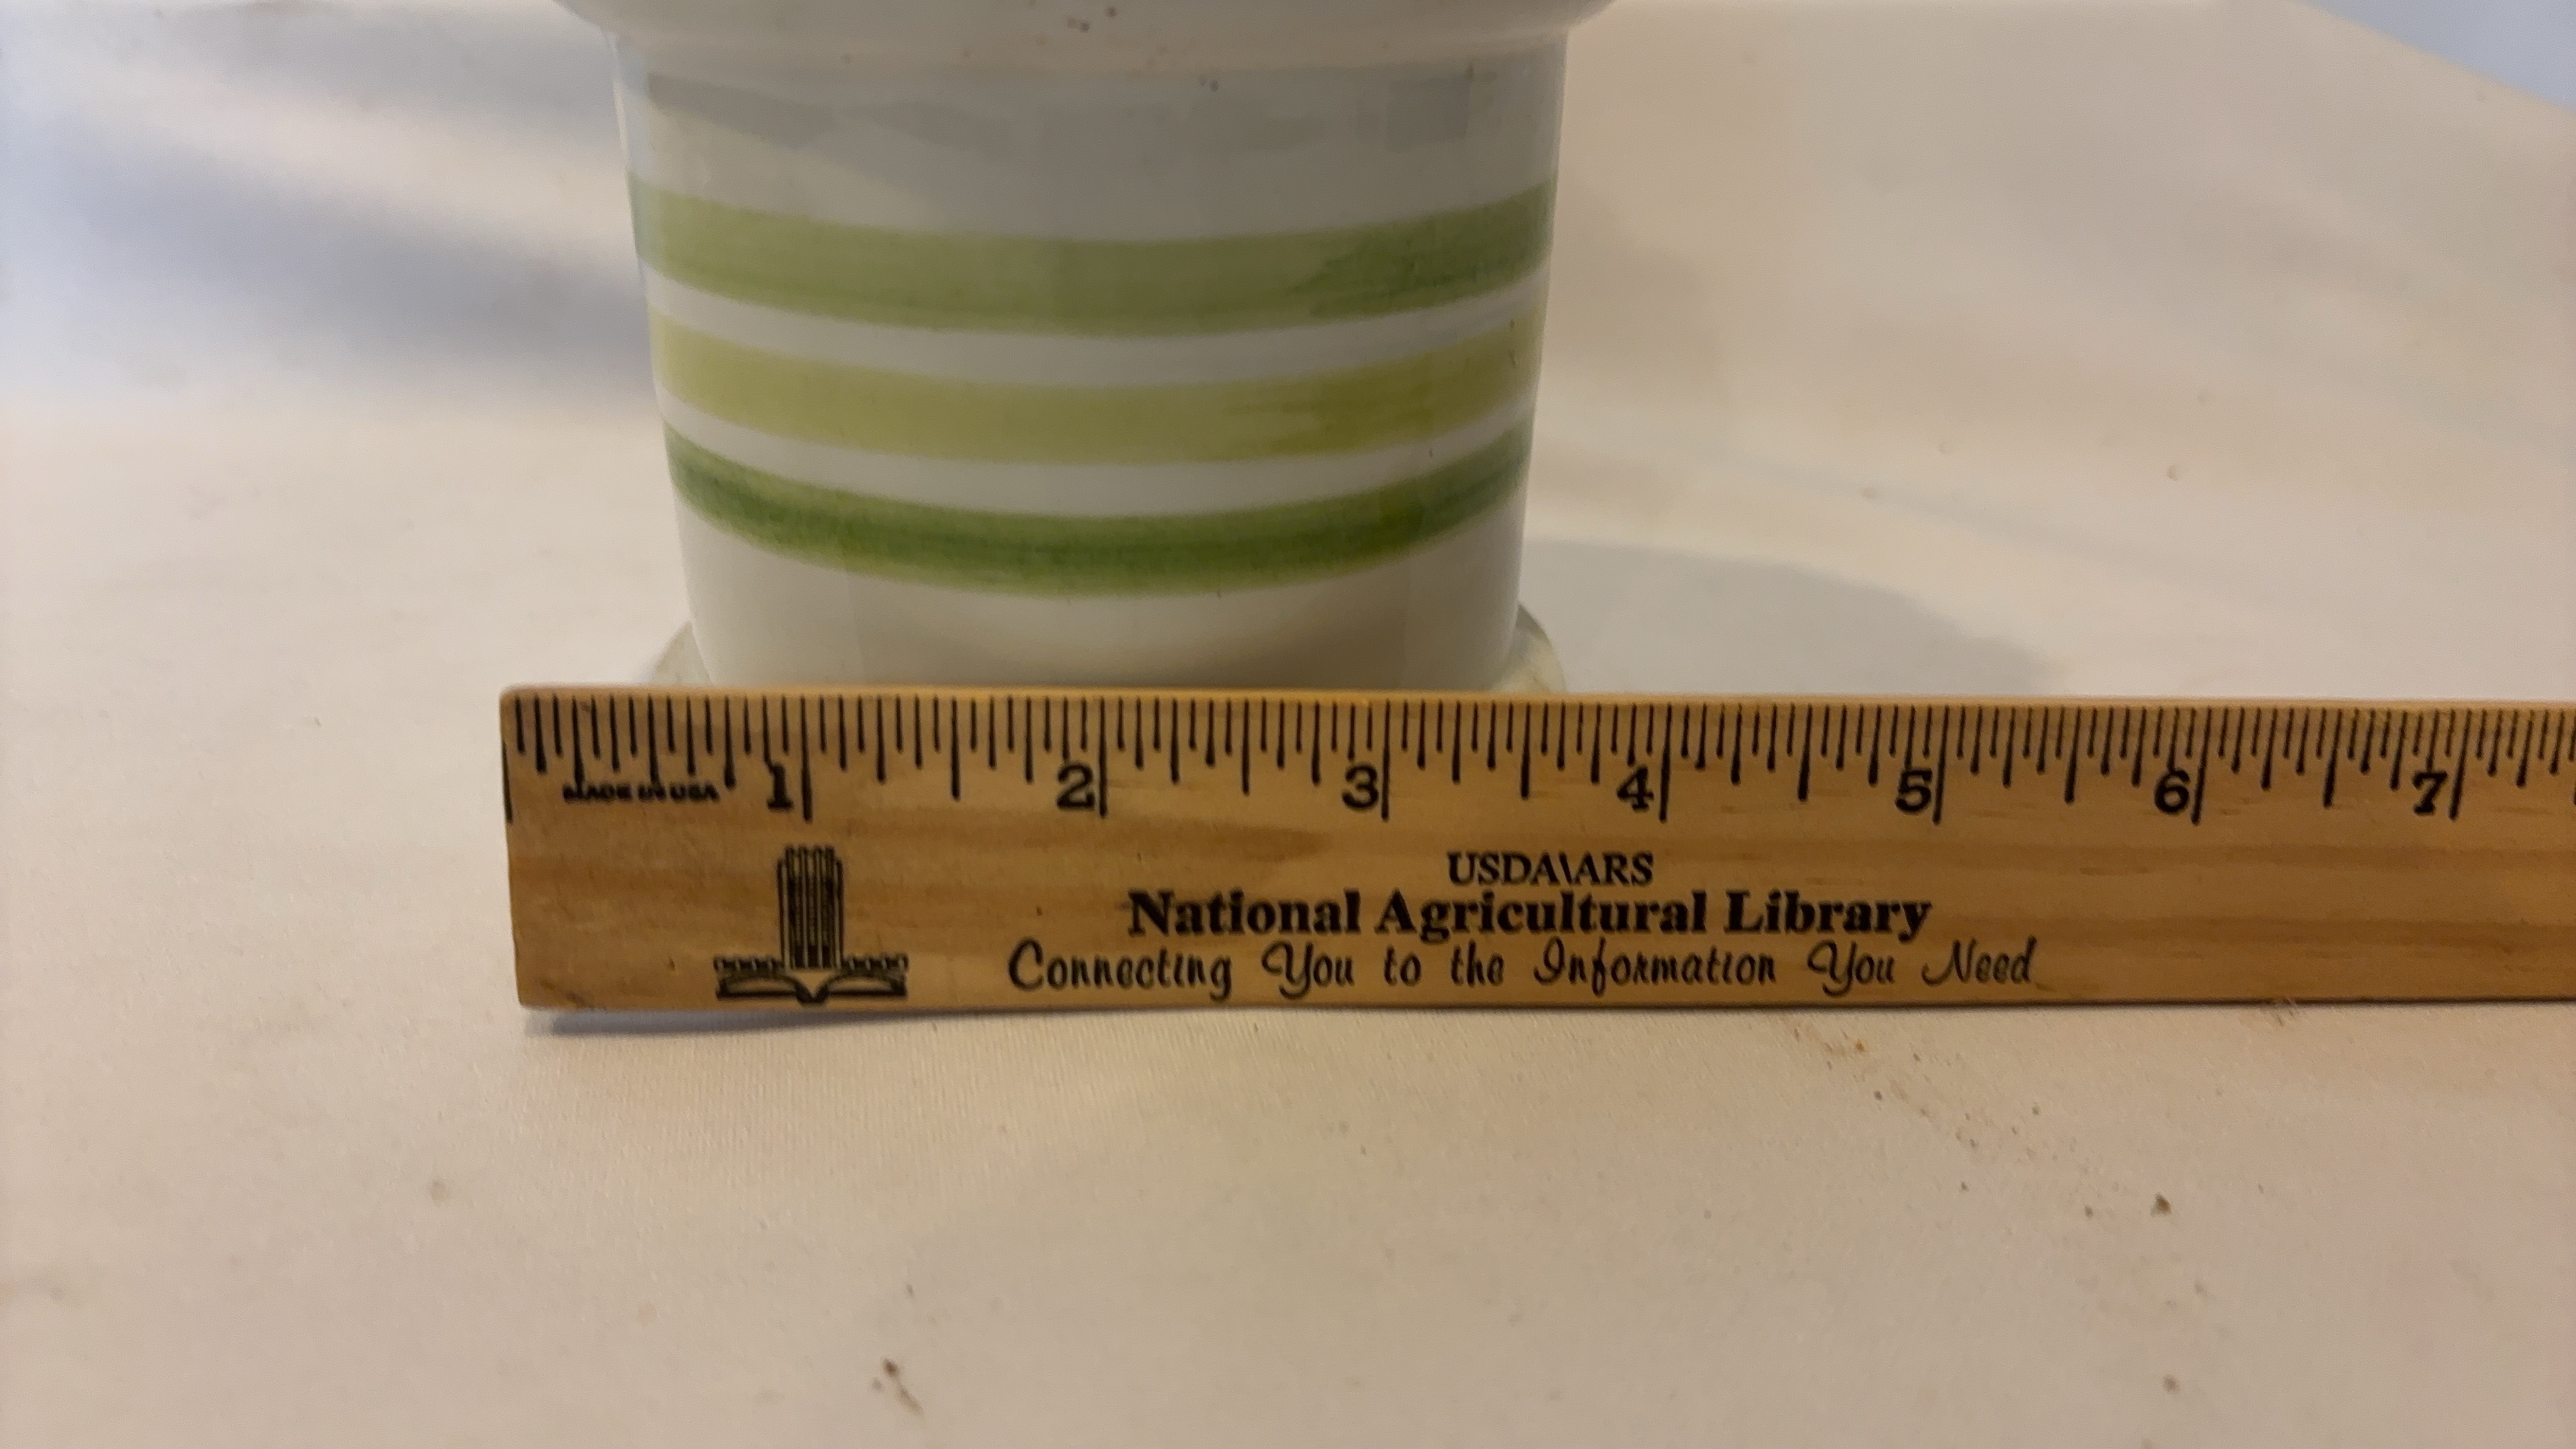 1 2 3 4 5 6 7
MADE IN USA
USDA\ARS
National Agricultural Library
Connecting You to the Information You Need